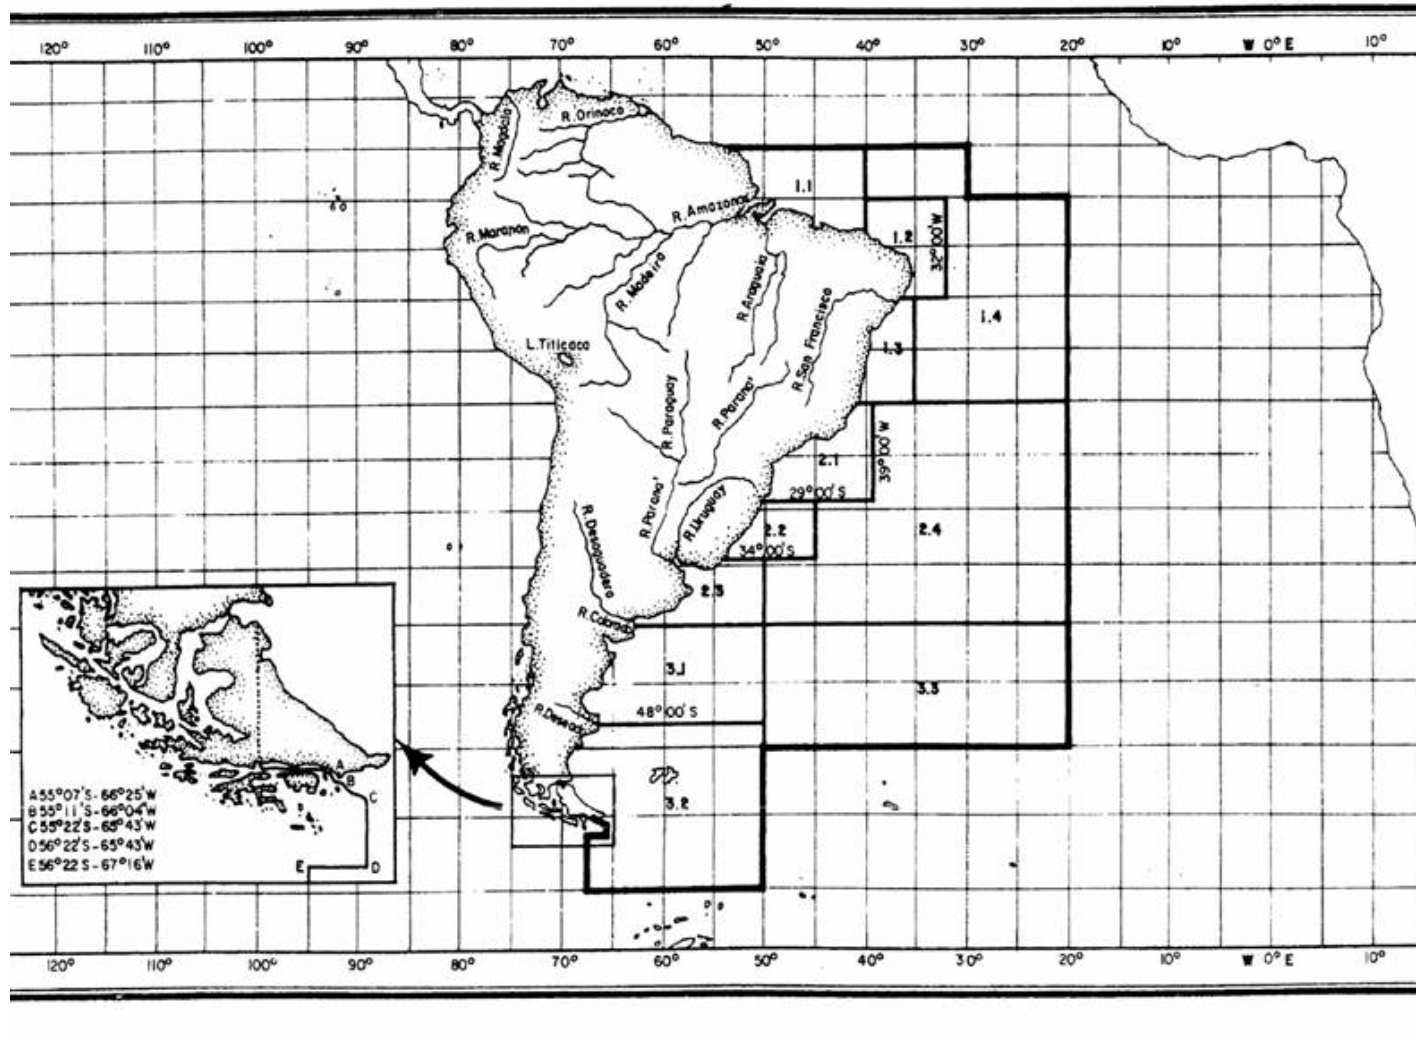 120° 110° 100° 90° 80° 70° 60° 50° 40° 30° 20° 10° W 0° E 10°
R. Orinoco
R. Magdala
1.1
R. Amazonas
R. Maranon
1.2
32°00'W
R. Madeira
R. Araguaia
R. San Francisco
1.4
L. Titicaca
1.3
R. Paraguay
R. Parana'
39°00'W
2.1
29°00'S
R. Parana'
R. Uruguay
R. Desaguadero
2.2
2.4
34°00'S
2.3
R. Colorado
3.1
3.3
48°00'S
R. Deseado
3.2
A
B
C
A 55°07'S-66°25'W
B 55°11'S-66°04'W
C 55°22'S-65°43'W
D 56°22'S-65°43'W
E 56°22'S-67°16'W
E
D
120° 110° 100° 90° 80° 70° 60° 50° 40° 30° 20° 10° W 0° E 10°